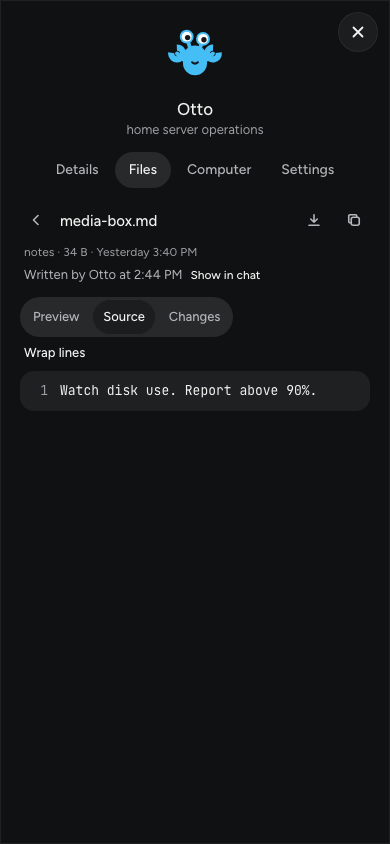 Otto
home server operations
Details Files Computer Settings
media-box.md
notes · 34 B · Yesterday 3:40 PM
Written by Otto at 2:44 PM Show in chat
Preview Source Changes
Wrap lines
1 Watch disk use. Report above 90%.